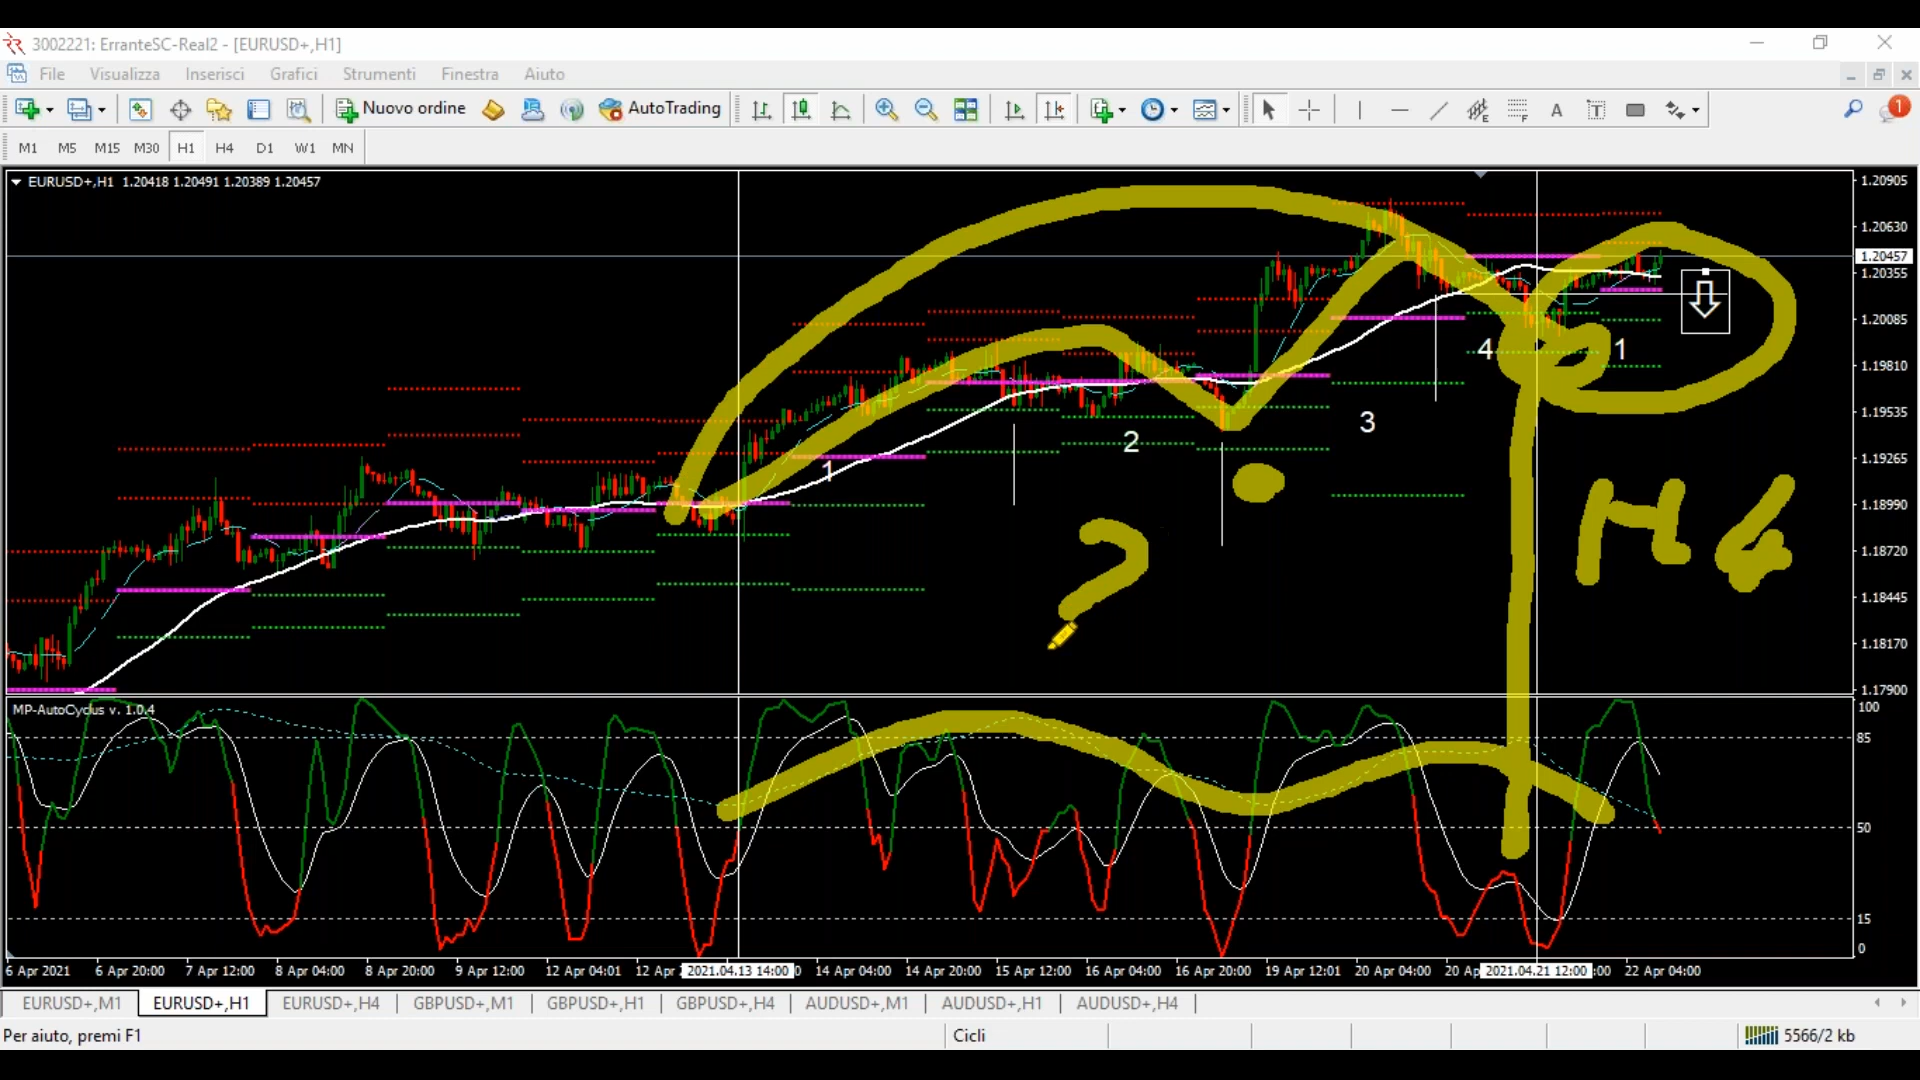 3002221: ErranteSC-Real2 - [EURUSD+,H1]
File Visualizza Inserisci Grafici Strumenti Finestra Aiuto
Nuovo ordine AutoTrading 1
M1 M5 M15 M30 H1 H4 D1 W1 MN
EURUSD+,H1 1.20418 1.20491 1.20389 1.20457
1.20905
1.20630
1.20457
1.20355
1.20085
1.19810
1.19535
1.19265
1.18990
1.18720
1.18445
1.18170
1.17900
1 2 3 4 1
?
H4
MP-AutoCyclus v. 1.0.4
100
85
50
15
0
6 Apr 2021 6 Apr 20:00 7 Apr 12:00 8 Apr 04:00 8 Apr 20:00 9 Apr 12:00 12 Apr 04:01 12 Apr 2021.04.13 14:00 0 14 Apr 04:00 14 Apr 20:00 15 Apr 12:00 16 Apr 04:00 16 Apr 20:00 19 Apr 12:01 20 Apr 04:00 20 Ap 2021.04.21 12:00 :00 22 Apr 04:00
EURUSD+,M1 EURUSD+,H1 EURUSD+,H4 GBPUSD+,M1 GBPUSD+,H1 GBPUSD+,H4 AUDUSD+,M1 AUDUSD+,H1 AUDUSD+,H4
Per aiuto, premi F1 Cicli 5566/2 kb